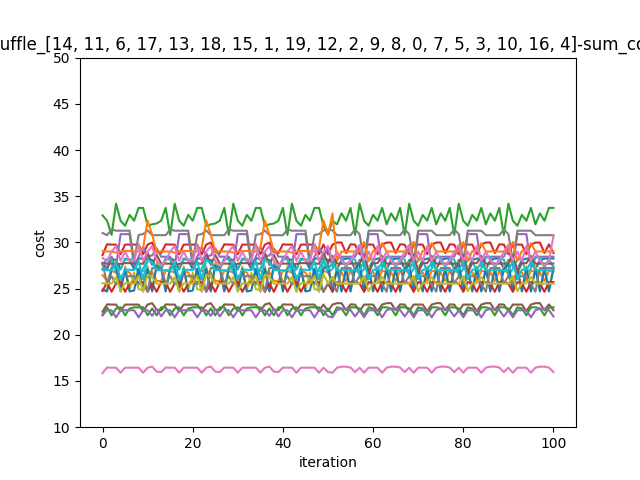 uffle_[14, 11, 6, 17, 13, 18, 15, 1, 19, 12, 2, 9, 8, 0, 7, 5, 3, 10, 16, 4]-sum_co
50
45
40
35
30
25
20
15
10
cost
0 20 40 60 80 100
iteration